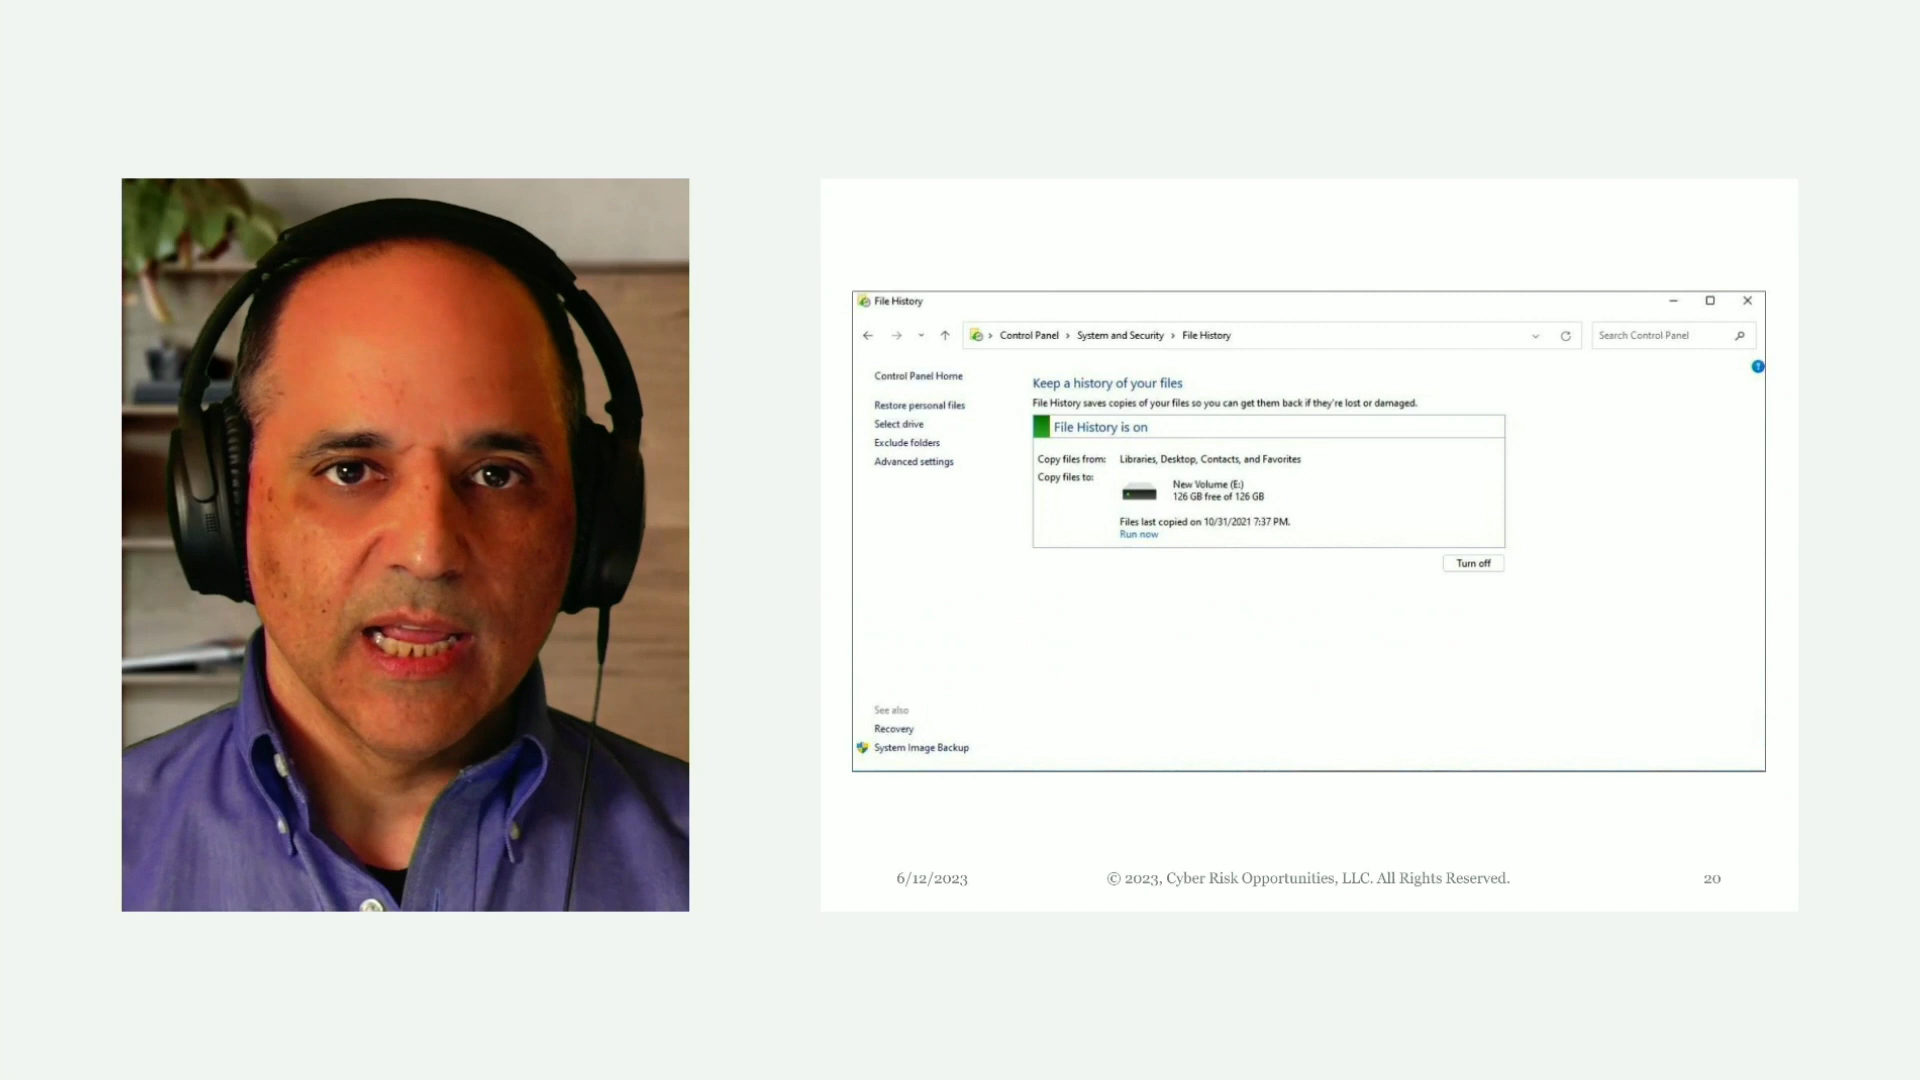 File History
Control Panel › System and Security › File History
Search Control Panel
Control Panel Home
Restore personal files
Select drive
Exclude folders
Advanced settings
Keep a history of your files
File History saves copies of your files so you can get them back if they're lost or damaged.
File History is on
Copy files from: Libraries, Desktop, Contacts, and Favorites
Copy files to:
New Volume (E:)
126 GB free of 126 GB
Files last copied on 10/31/2021 7:37 PM.
Run now
Turn off
See also
Recovery
System Image Backup
6/12/2023 © 2023, Cyber Risk Opportunities, LLC. All Rights Reserved. 20